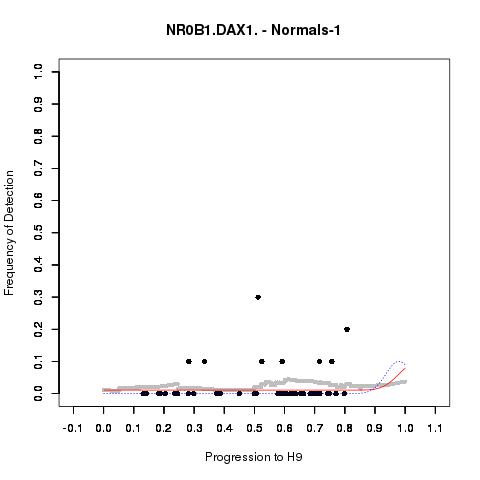 NR0B1.DAX1. - Normals-1
Frequency of Detection
1.0
0.9
0.8
0.7
0.6
0.5
0.4
0.3
0.2
0.1
0.0
-0.1 0.0 0.1 0.2 0.3 0.4 0.5 0.6 0.7 0.8 0.9 1.0 1.1
Progression to H9